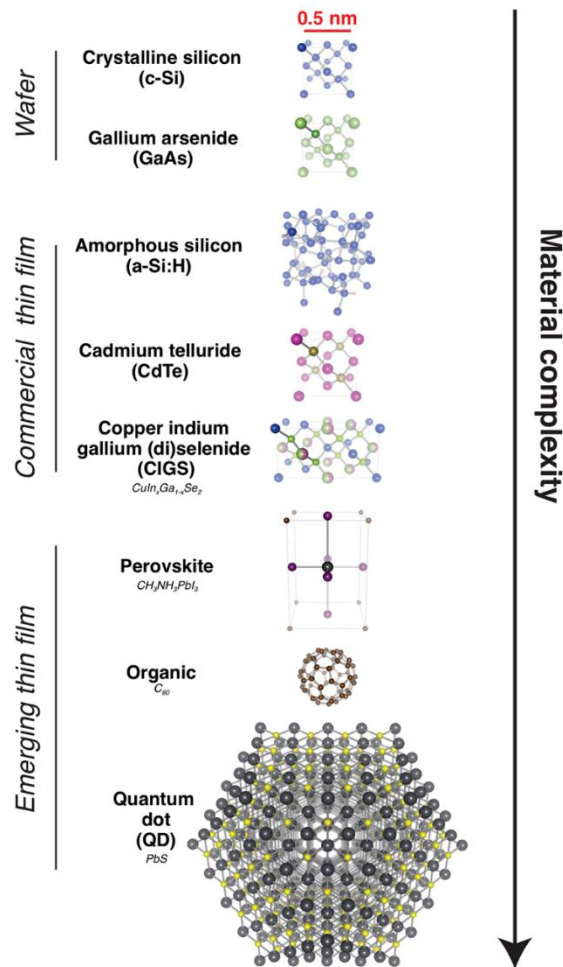 0.5 nm
Wafer
Crystalline silicon
(c-Si)
Gallium arsenide
(GaAs)
Commercial thin film
Amorphous silicon
(a-Si:H)
Cadmium telluride
(CdTe)
Copper indium
gallium (di)selenide
(CIGS)
CuInₓGa₁₋ₓSe₂
Emerging thin film
Perovskite
CH₃NH₃PbI₃
Organic
C₆₀
Quantum
dot
(QD)
PbS
Material complexity